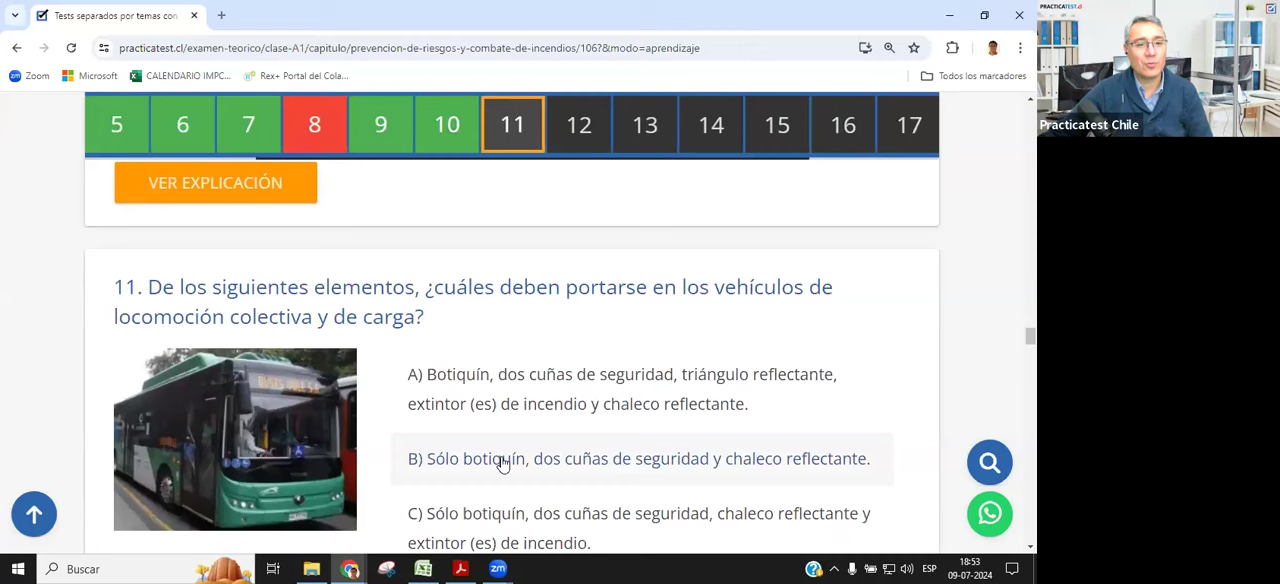 Tests separados por temas con
practicatest.cl/examen-teorico/clase-A1/capitulo/prevencion-de-riesgos-y-combate-de-incendios/106?&modo=aprendizaje
Zoom
Microsoft
CALENDARIO IMPC...
Rex+ Portal del Cola...
Todos los marcadores
PRACTICATEST.cl
Practicatest Chile
5 6 7 8 9 10 11 12 13 14 15 16 17
VER EXPLICACIÓN
11. De los siguientes elementos, ¿cuáles deben portarse en los vehículos de
locomoción colectiva y de carga?
A) Botiquín, dos cuñas de seguridad, triángulo reflectante,
extintor (es) de incendio y chaleco reflectante.
B) Sólo botiquín, dos cuñas de seguridad y chaleco reflectante.
C) Sólo botiquín, dos cuñas de seguridad, chaleco reflectante y
extintor (es) de incendio.
Buscar
ESP
18:53
09-07-2024